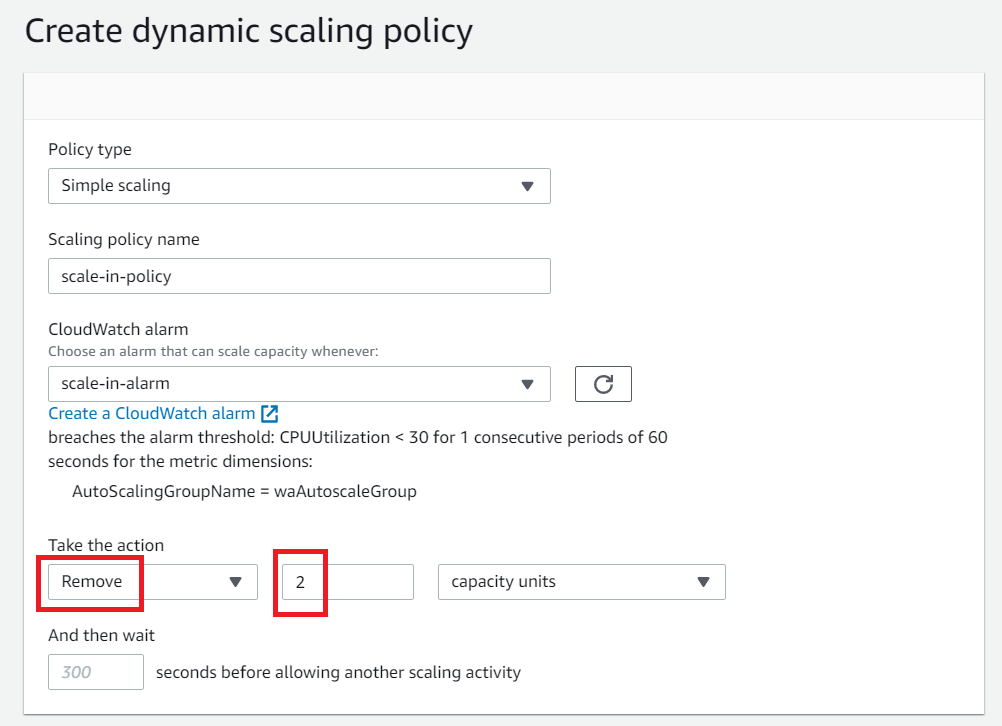 Create dynamic scaling policy
Policy type
Simple scaling
Scaling policy name
scale-in-policy
CloudWatch alarm
Choose an alarm that can scale capacity whenever:
scale-in-alarm
Create a CloudWatch alarm
breaches the alarm threshold: CPUUtilization < 30 for 1 consecutive periods of 60
seconds for the metric dimensions:
AutoScalingGroupName = waAutoscaleGroup
Take the action
Remove 2 capacity units
And then wait
300 seconds before allowing another scaling activity